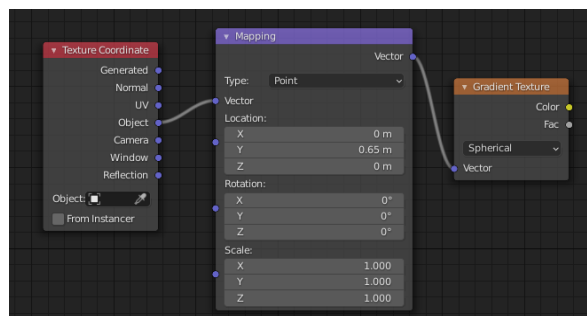 Texture Coordinate
Generated
Normal
UV
Object
Camera
Window
Reflection
Object:
From Instancer
Mapping
Vector
Type: Point
Vector
Location:
X 0 m
Y 0.65 m
Z 0 m
Rotation:
X 0°
Y 0°
Z 0°
Scale:
X 1.000
Y 1.000
Z 1.000
Gradient Texture
Color
Fac
Spherical
Vector